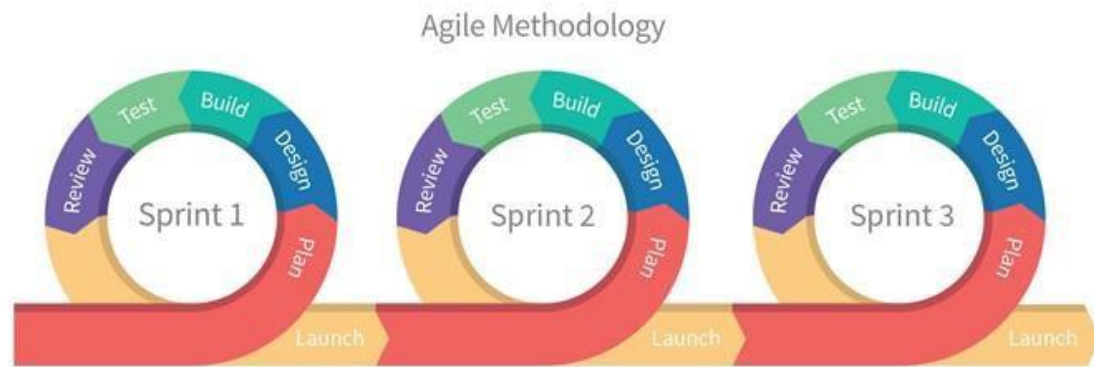 Agile Methodology
Test
Build
Review
Design
Sprint 1
Plan
Launch
Test
Build
Review
Design
Sprint 2
Plan
Launch
Test
Build
Review
Design
Sprint 3
Plan
Launch